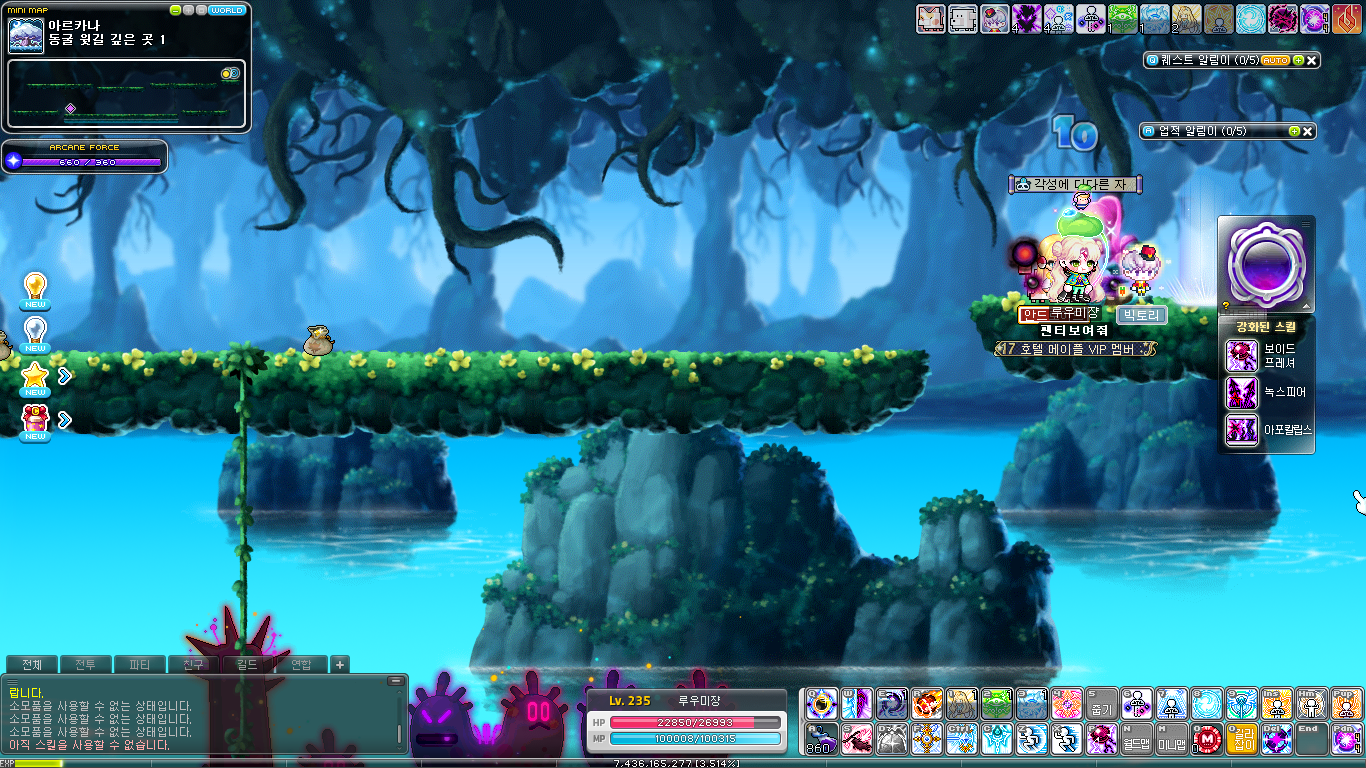 MINI MAP
WORLD
아르카나
동굴 윗길 깊은 곳 1
ARCANE FORCE
660 / 360
퀘스트 알림이 (0/5) AUTO
업적 알림이 (0/5)
10
각성에 다다른 자
루우미쟝
빅토리
팬티보여줘
17 호텔 메이플 VIP 멤버
강화된 스킬
보이드
프레셔
녹스피어
아포칼립스
NEW
NEW
NEW
NEW
전체
전투
파티
친구
길드
연합
+
랍니다.
소모품을 사용할 수 없는 상태입니다.
소모품을 사용할 수 없는 상태입니다.
소모품을 사용할 수 없는 상태입니다.
아직 스킬을 사용할 수 없습니다.
Lv. 235 루우미쟝
HP 22850/26993
MP 100008/100315
줍기
860
월드맵
미니맵
End
EXP
7,436,165,277 [3.514%]